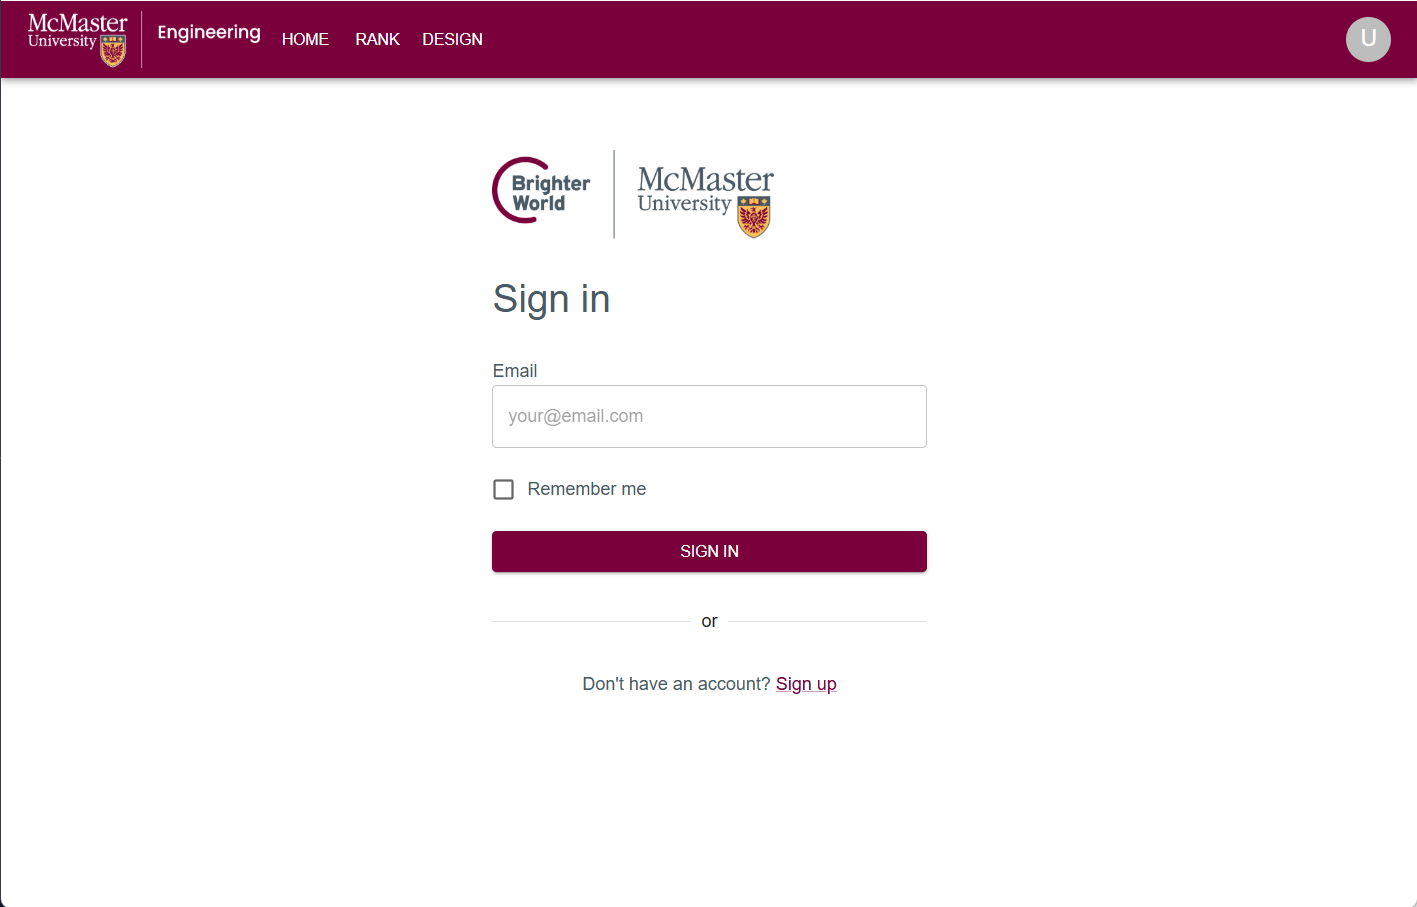 McMaster
University
Engineering
HOME RANK DESIGN
U
Brighter
World
McMaster
University
Sign in
Email
your@email.com
Remember me
SIGN IN
or
Don't have an account? Sign up